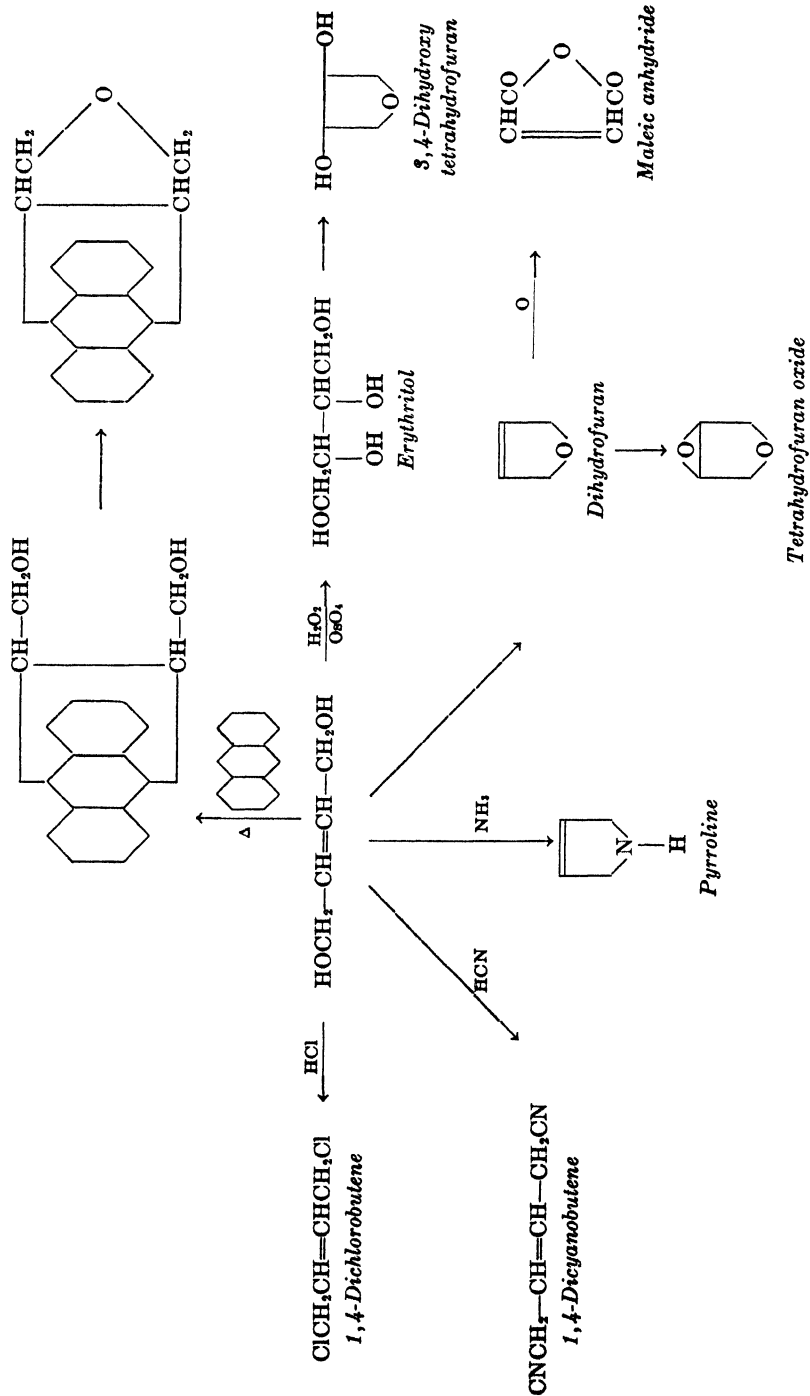 CH—CH₂OH
CH—CH₂OH
CHCH₂
O
CHCH₂
Δ
ClCH₂CH=CHCH₂Cl
1,4-Dichlorobutene
HCl
HOCH₂—CH=CH—CH₂OH
H₂O₂
OsO₄
HOCH₂CH—CHCH₂OH
OH OH
Erythritol
HO
OH
O
3,4-Dihydroxy
tetrahydrofuran
HCN
CNCH₂—CH=CH—CH₂CN
1,4-Dicyanobutene
NH₃
N
H
Pyrroline
O
Dihydrofuran
O
O
Tetrahydrofuran oxide
O
CHCO
O
CHCO
Maleic anhydride